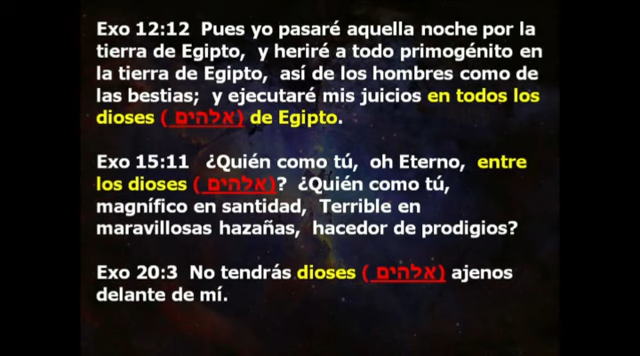 Exo 12:12 Pues yo pasaré aquella noche por la
tierra de Egipto, y heriré a todo primogénito en
la tierra de Egipto, así de los hombres como de
las bestias; y ejecutaré mis juicios en todos los
dioses ( אלהים) de Egipto.
Exo 15:11 ¿Quién como tú, oh Eterno, entre
los dioses ( אלהים)? ¿Quién como tú,
magnífico en santidad, Terrible en
maravillosas hazañas, hacedor de prodigios?
Exo 20:3 No tendrás dioses ( אלהים) ajenos
delante de mí.